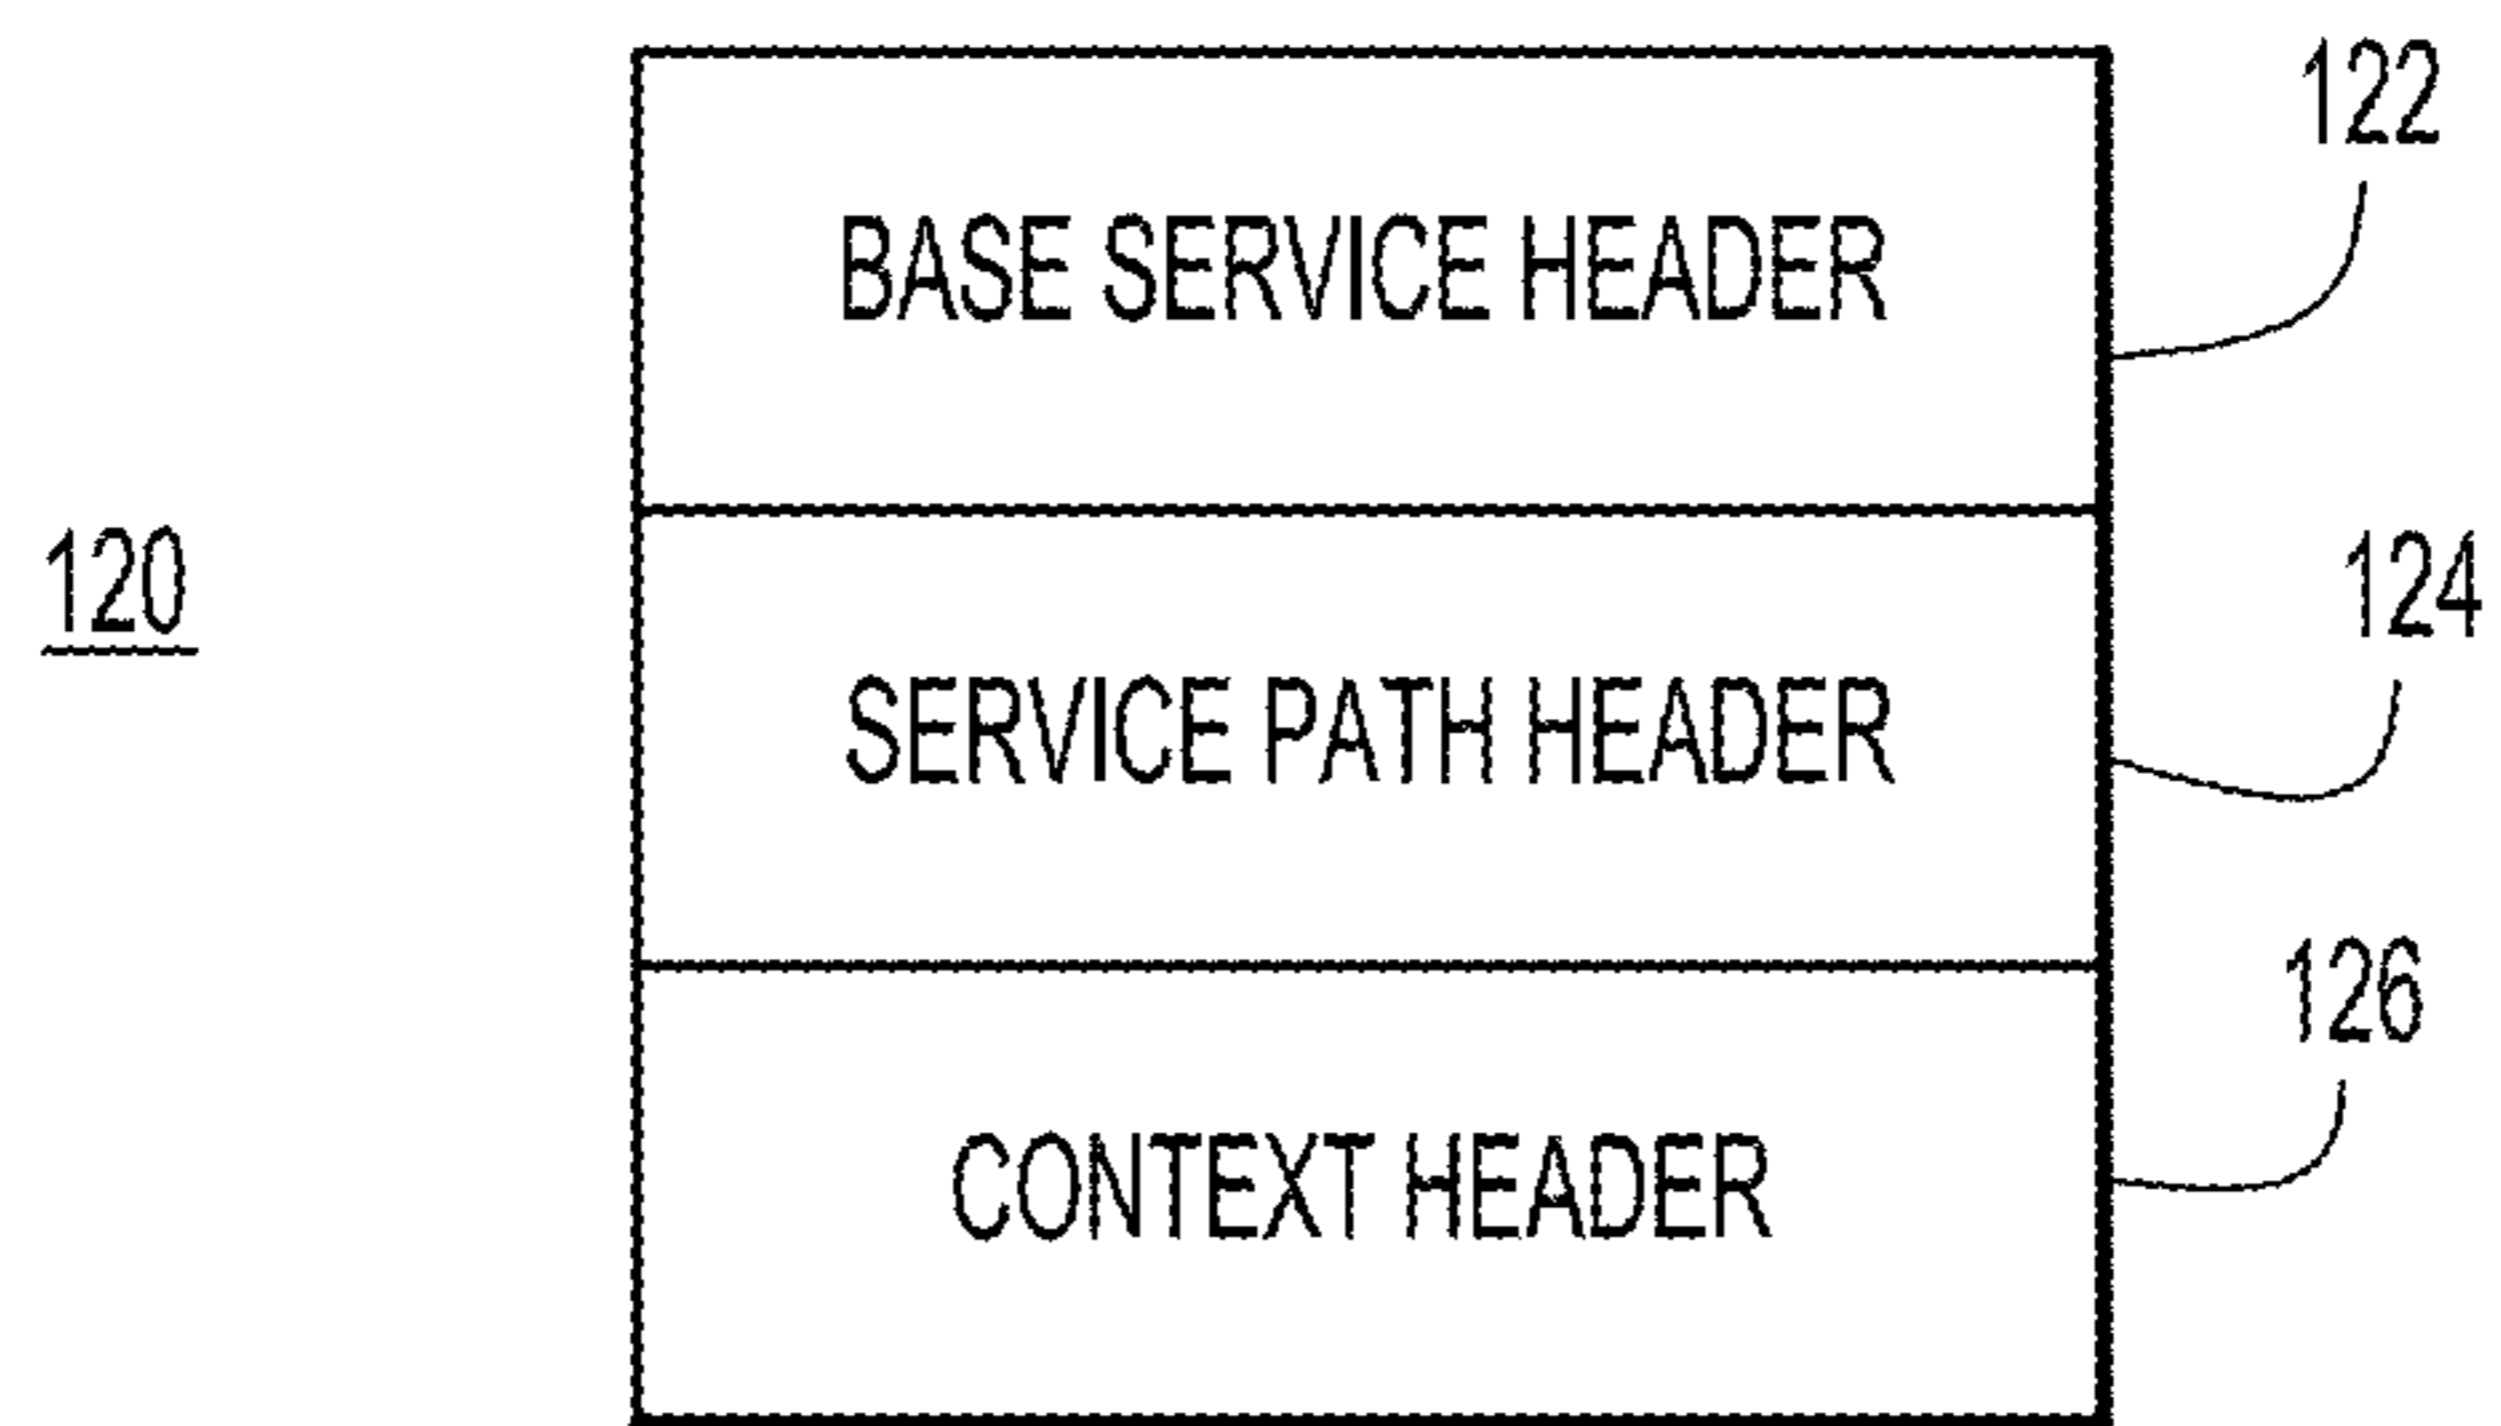 122
BASE SERVICE HEADER
120
124
SERVICE PATH HEADER
126
CONTEXT HEADER